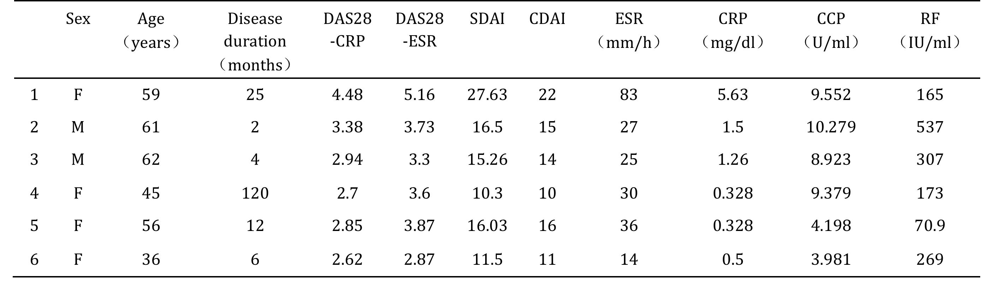 Sex Age Disease DAS28 DAS28 SDAI CDAI ESR CRP CCP RF
（years） duration -CRP -ESR （mm/h） （mg/dl） （U/ml） （IU/ml）
（months）
1 F 59 25 4.48 5.16 27.63 22 83 5.63 9.552 165
2 M 61 2 3.38 3.73 16.5 15 27 1.5 10.279 537
3 M 62 4 2.94 3.3 15.26 14 25 1.26 8.923 307
4 F 45 120 2.7 3.6 10.3 10 30 0.328 9.379 173
5 F 56 12 2.85 3.87 16.03 16 36 0.328 4.198 70.9
6 F 36 6 2.62 2.87 11.5 11 14 0.5 3.981 269